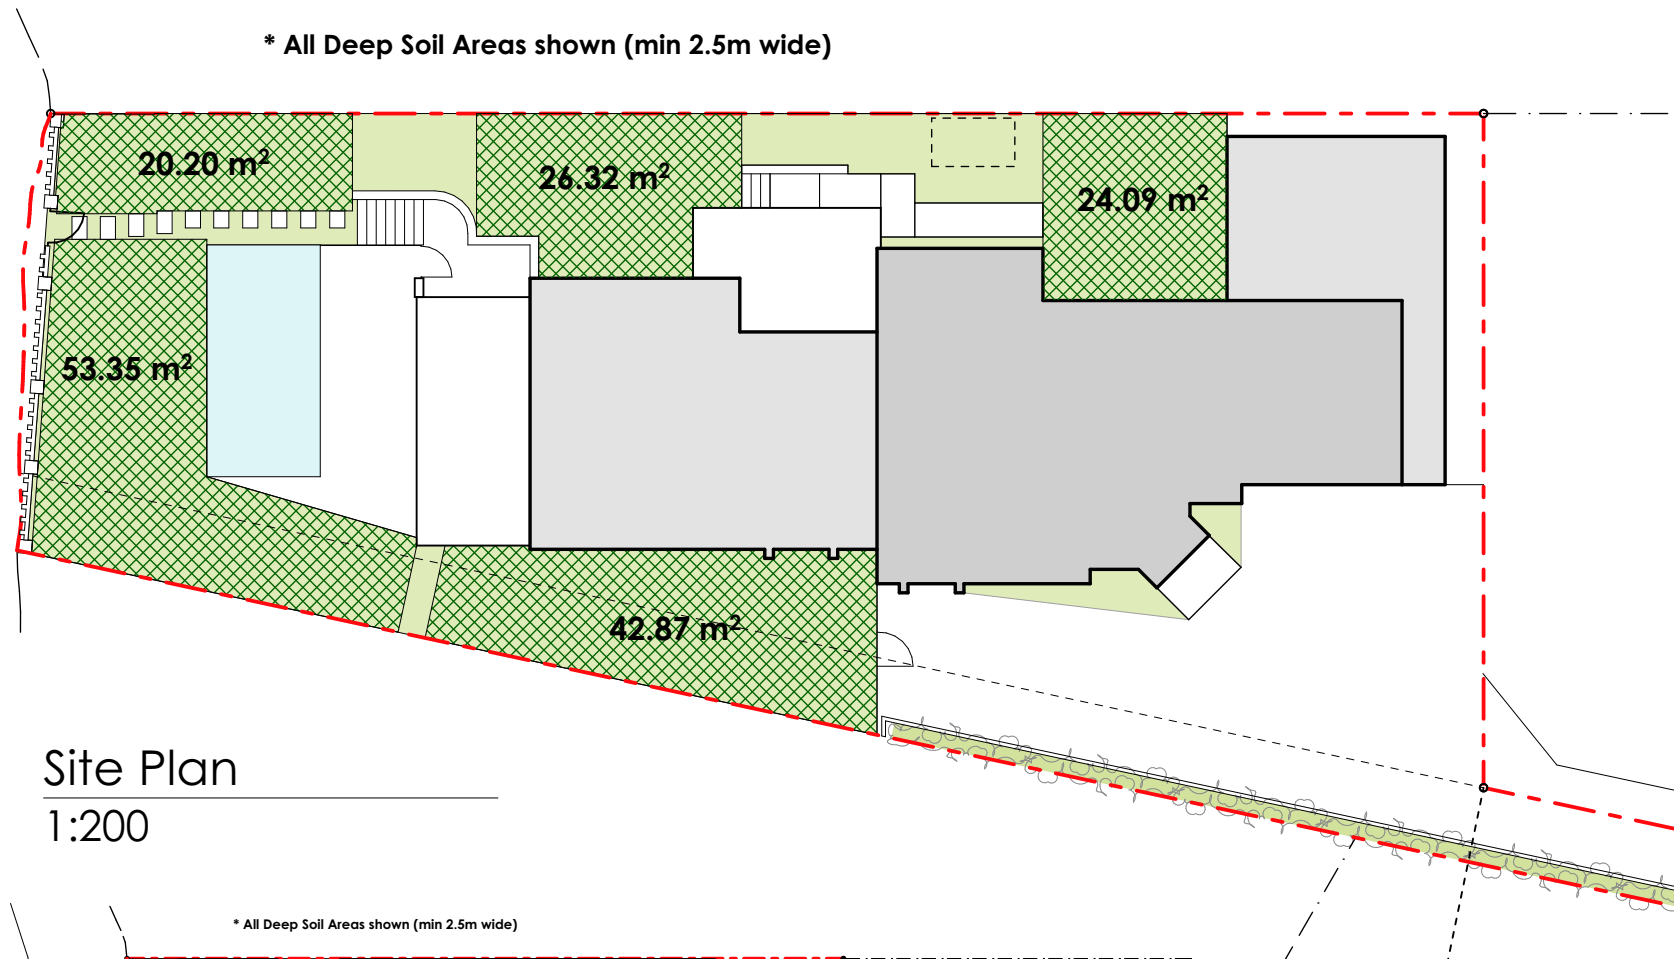 * All Deep Soil Areas shown (min 2.5m wide)
20.20 m²
26.32 m²
24.09 m²
53.35 m²
42.87 m²
Site Plan
1:200
* All Deep Soil Areas shown (min 2.5m wide)